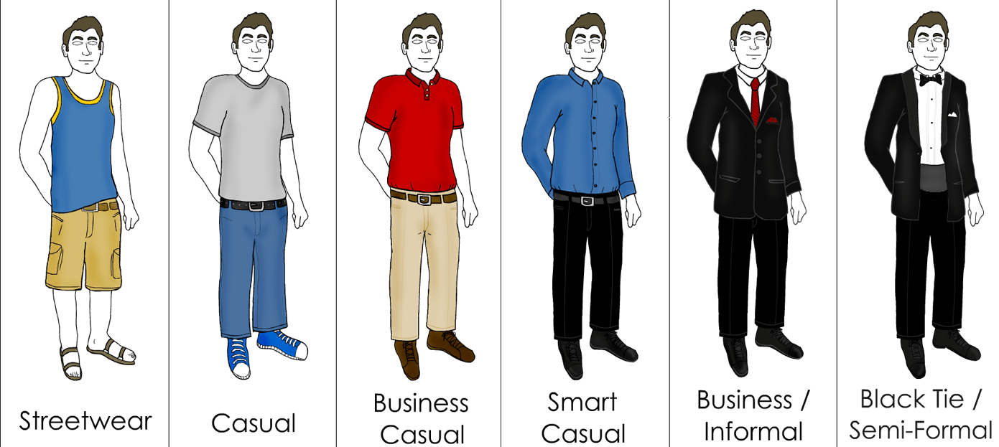 Streetwear
Casual
Business
Casual
Smart
Casual
Business /
Informal
Black Tie /
Semi-Formal